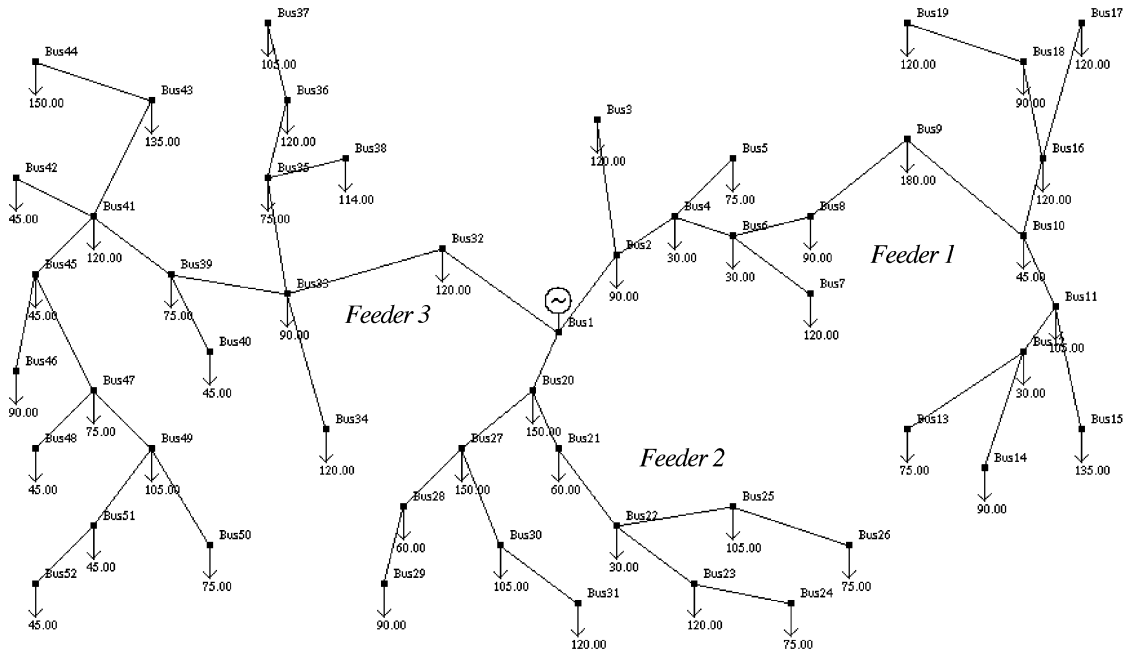 Bus37
Bus19
Bus17
Bus44
Bus18
105.00
120.00
120.00
Bus43
Bus36
150.00
90.00
Bus3
135.00
120.00
Bus9
Bus42
Bus35
Bus38
120.00
Bus5
Bus16
180.00
45.00
75.00
114.00
75.00
120.00
Bus41
Bus4
Bus8
Bus6
Bus10
Bus32
Bus2
120.00
30.00
30.00
90.00
Feeder 1
45.00
Bus45
Bus39
Bus33
120.00
90.00
Bus7
Bus11
45.00
75.00
90.00
Feeder 3
120.00
~
Bus1
105.00
Bus12
Bus46
Bus40
90.00
45.00
30.00
Bus47
Bus20
75.00
150.00
Bus34
Bus48
Bus49
Bus27
Bus21
Feeder 2
Bus13
Bus15
45.00
105.00
120.00
150.00
60.00
75.00
135.00
Bus14
Bus28
Bus25
90.00
Bus51
Bus22
60.00
105.00
Bus50
Bus30
Bus26
45.00
75.00
30.00
75.00
Bus52
Bus29
105.00
Bus23
45.00
90.00
Bus31
120.00
Bus24
120.00
75.00